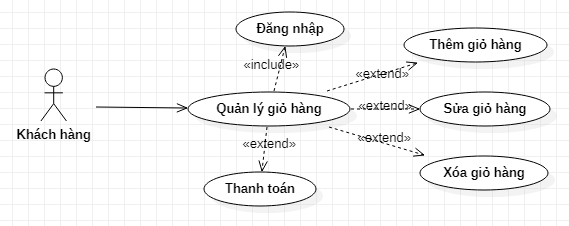 Đăng nhập
Thêm giỏ hàng
«include»
«extend»
Quản lý giỏ hàng
«extend»
Sửa giỏ hàng
Khách hàng
«extend»
«extend»
Thanh toán
Xóa giỏ hàng